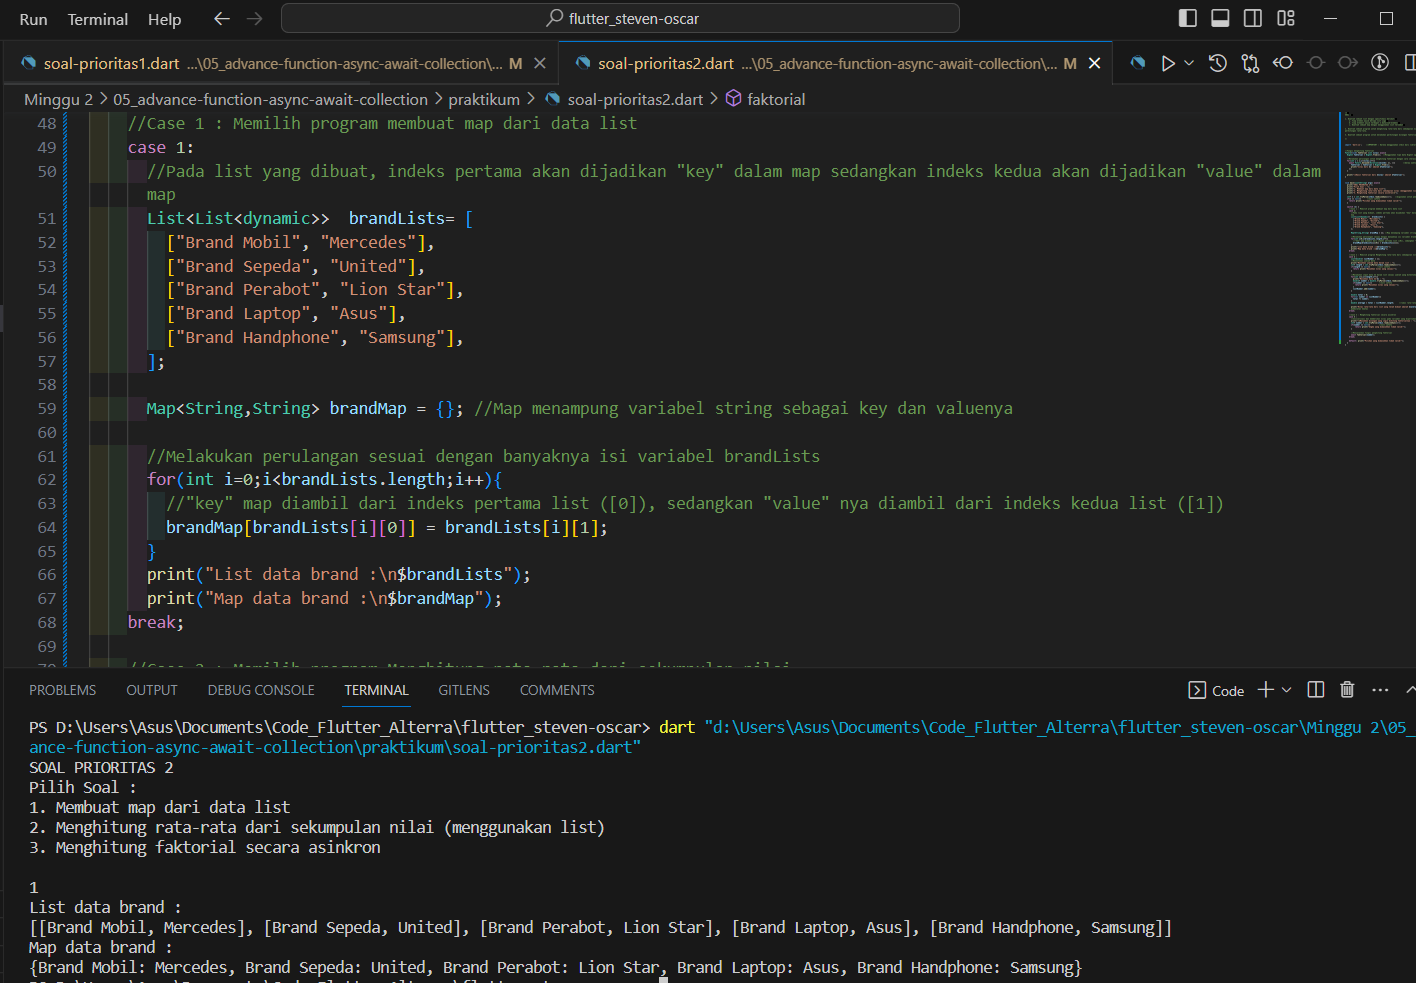 Run Terminal Help flutter_steven-oscar
soal-prioritas1.dart ...\05_advance-function-async-await-collection\... M
soal-prioritas2.dart ...\05_advance-function-async-await-collection\... M
Minggu 2 > 05_advance-function-async-await-collection > praktikum > soal-prioritas2.dart > faktorial
48 //Case 1 : Memilih program membuat map dari data list
49 case 1:
50 //Pada list yang dibuat, indeks pertama akan dijadikan "key" dalam map sedangkan indeks kedua akan dijadikan "value" dalam
map
51 List<List<dynamic>>  brandLists= [
52 ["Brand Mobil", "Mercedes"],
53 ["Brand Sepeda", "United"],
54 ["Brand Perabot", "Lion Star"],
55 ["Brand Laptop", "Asus"],
56 ["Brand Handphone", "Samsung"],
57 ];
58
59 Map<String,String> brandMap = {}; //Map menampung variabel string sebagai key dan valuenya
60
61 //Melakukan perulangan sesuai dengan banyaknya isi variabel brandLists
62 for(int i=0;i<brandLists.length;i++){
63 //"key" map diambil dari indeks pertama list ([0]), sedangkan "value" nya diambil dari indeks kedua list ([1])
64 brandMap[brandLists[i][0]] = brandLists[i][1];
65 }
66 print("List data brand :\n$brandLists");
67 print("Map data brand :\n$brandMap");
68 break;
69
70 //Case 2 : Memilih program Menghitung rata-rata dari sekumpulan nilai
PROBLEMS OUTPUT DEBUG CONSOLE TERMINAL GITLENS COMMENTS Code
PS D:\Users\Asus\Documents\Code_Flutter_Alterra\flutter_steven-oscar> dart "d:\Users\Asus\Documents\Code_Flutter_Alterra\flutter_steven-oscar\Minggu 2\05_
ance-function-async-await-collection\praktikum\soal-prioritas2.dart"
SOAL PRIORITAS 2
Pilih Soal :
1. Membuat map dari data list
2. Menghitung rata-rata dari sekumpulan nilai (menggunakan list)
3. Menghitung faktorial secara asinkron
1
List data brand :
[[Brand Mobil, Mercedes], [Brand Sepeda, United], [Brand Perabot, Lion Star], [Brand Laptop, Asus], [Brand Handphone, Samsung]]
Map data brand :
{Brand Mobil: Mercedes, Brand Sepeda: United, Brand Perabot: Lion Star, Brand Laptop: Asus, Brand Handphone: Samsung}